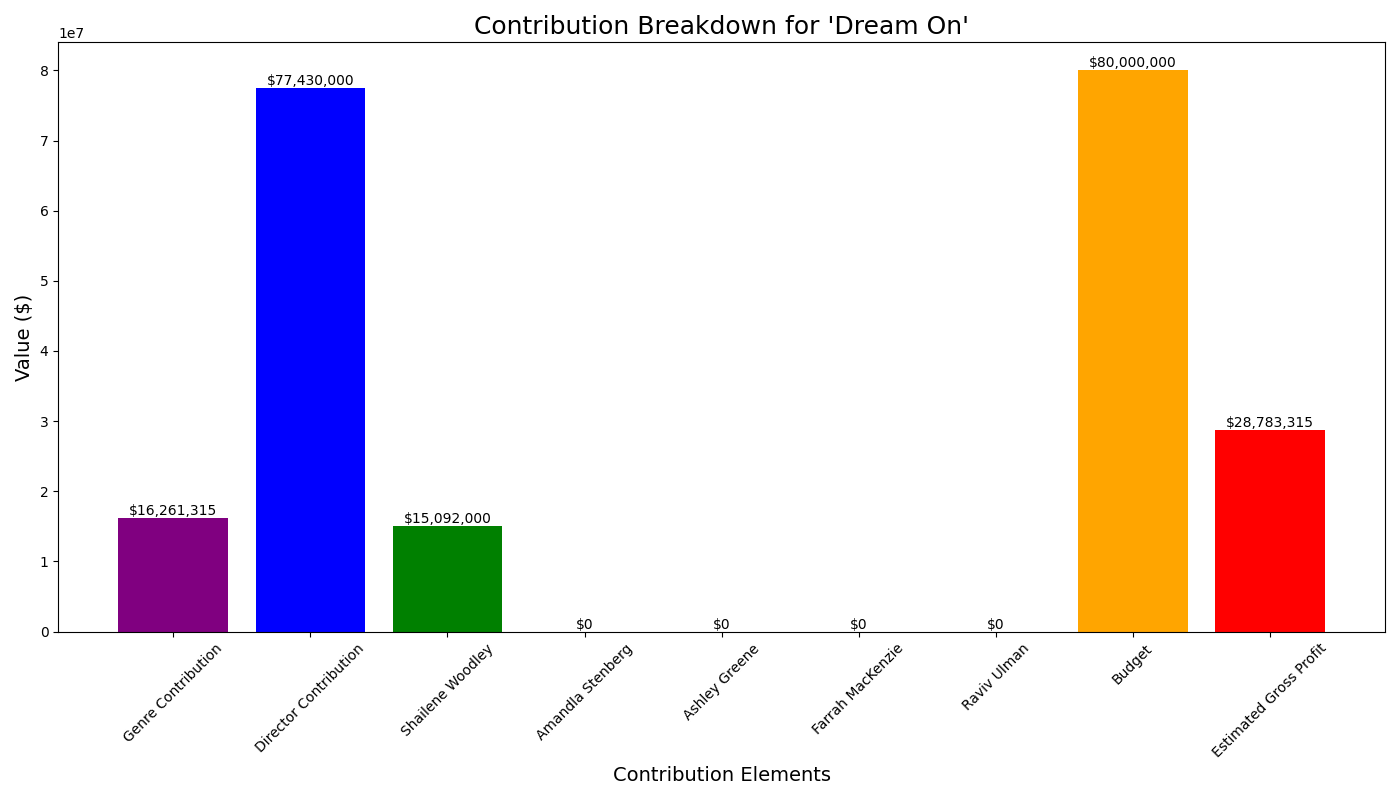 Contribution Breakdown for 'Dream On'
1e7
Value ($)
8
7
6
5
4
3
2
1
0
$16,261,315
$77,430,000
$15,092,000
$0
$0
$0
$0
$80,000,000
$28,783,315
Genre Contribution
Director Contribution
Shailene Woodley
Amandla Stenberg
Ashley Greene
Farrah MacKenzie
Raviv Ulman
Budget
Estimated Gross Profit
Contribution Elements